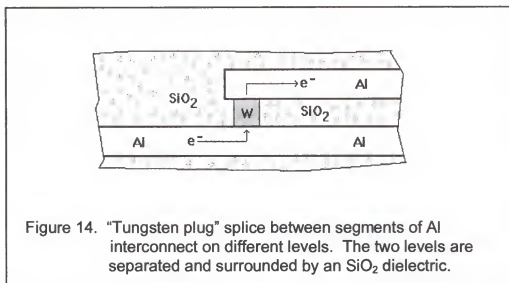 e⁻ Al
SiO₂
W SiO₂
Al e⁻ Al
Figure 14. "Tungsten plug" splice between segments of Al
interconnect on different levels. The two levels are
separated and surrounded by an SiO₂ dielectric.